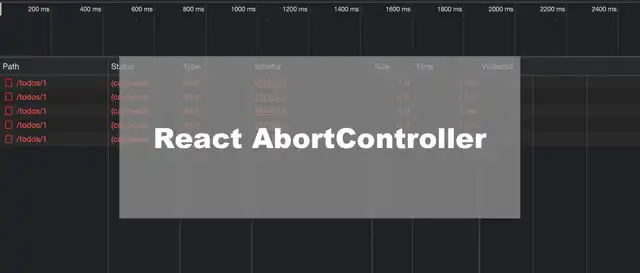 200 ms 400 ms 600 ms 800 ms 1000 ms 1200 ms 1400 ms 1600 ms 1800 ms 2000 ms 2200 ms 2400 ms
Path Status Type Initiator Size Time Waterfall
/todos/1
/todos/1
/todos/1
/todos/1
/todos/1
React AbortController